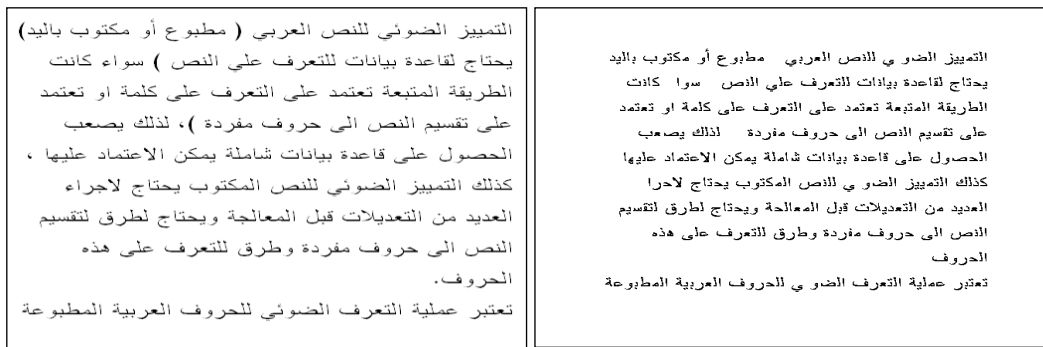 التمييز الضوئي للنص العربي ( مطبوع أو مكتوب باليد)
يحتاج لقاعدة بيانات للتعرف علي النص ) سواء كانت
الطريقة المتبعة تعتمد على التعرف على كلمة او تعتمد
على تقسيم النص الى حروف مفردة )، لذلك يصعب
الحصول على قاعدة بيانات شاملة يمكن الاعتماد عليها ،
كذلك التمييز الضوئي للنص المكتوب يحتاج لاجراء
العديد من التعديلات قبل المعالجة ويحتاج لطرق لتقسيم
النص الى حروف مفردة وطرق للتعرف على هذه
الحروف.
تعتبر عملية التعرف الضوئي للحروف العربية المطبوعة
التمييز الضو ي للنص العربي مطبوع أو مكتوب باليد
يحتاج لقاعدة بيانات للتعرف علي النص سوا كانت
الطريقة المتبعة تعتمد على التعرف على كلمة او تعتمد
على تقسيم النص الى حروف مفردة لذلك يصعب
الحصول على قاعدة بيانات شاملة يمكن الاعتماد عليها
كذلك التمييز الضو ي للنص المكتوب يحتاج لاحرا
العديد من التعديلات قبل المعالحة ويحتاج لطرق لتقسيم
النص الى حروف مفردة وطرق للتعرف على هذه
الحروف
تعتبر عملية التعرف الضو ي للحروف العربية المطبوعة